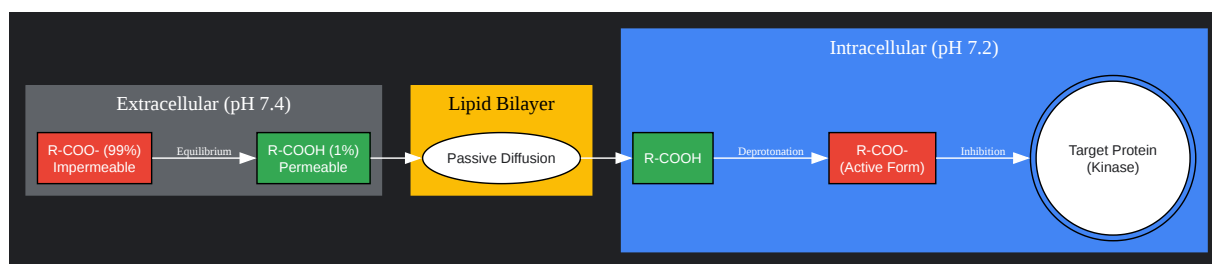 Extracellular (pH 7.4)
R-COO- (99%)
Impermeable
Equilibrium
R-COOH (1%)
Permeable
Lipid Bilayer
Passive Diffusion
Intracellular (pH 7.2)
R-COOH
Deprotonation
R-COO-
(Active Form)
Inhibition
Target Protein
(Kinase)